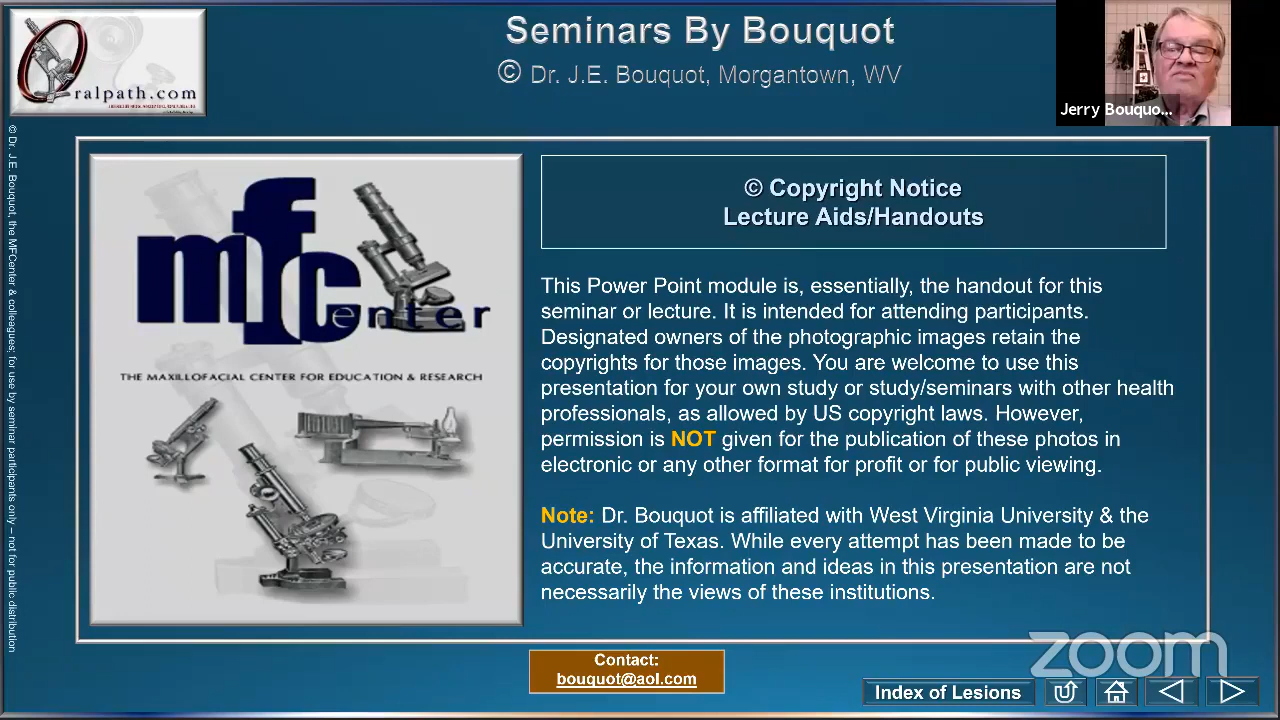 Seminars By Bouquot
© Dr. J.E. Bouquot, Morgantown, WV
Oralpath.com
Jerry Bouquo...
© Dr. J.E. Bouquot, the MFCenter & colleagues; for use by seminar participants only – not for public distribution
mfCenter
THE MAXILLOFACIAL CENTER FOR EDUCATION & RESEARCH
© Copyright Notice
Lecture Aids/Handouts
This Power Point module is, essentially, the handout for this
seminar or lecture. It is intended for attending participants.
Designated owners of the photographic images retain the
copyrights for those images. You are welcome to use this
presentation for your own study or study/seminars with other health
professionals, as allowed by US copyright laws. However,
permission is NOT given for the publication of these photos in
electronic or any other format for profit or for public viewing.
Note: Dr. Bouquot is affiliated with West Virginia University & the
University of Texas. While every attempt has been made to be
accurate, the information and ideas in this presentation are not
necessarily the views of these institutions.
Contact:
bouquot@aol.com
zoom
Index of Lesions